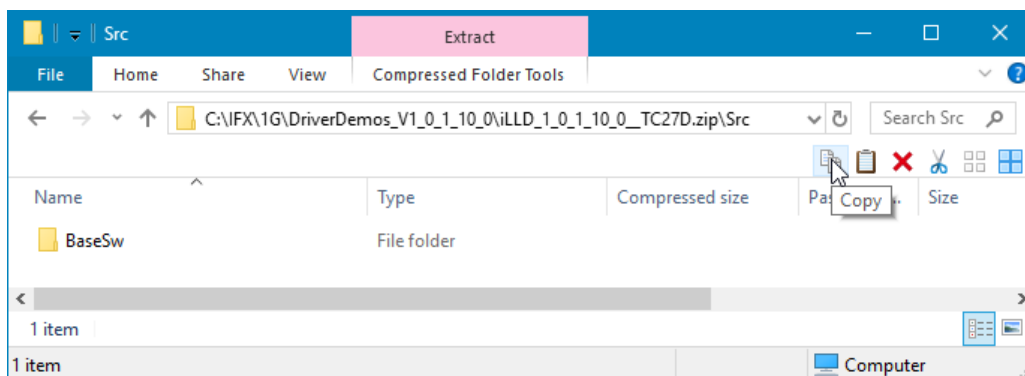 Src
Extract
File Home Share View Compressed Folder Tools
C:\IFX\1G\DriverDemos_V1_0_1_10_0\iLLD_1_0_1_10_0__TC27D.zip\Src Search Src
Name Type Compressed size Size
Copy
BaseSw File folder
1 item
1 item Computer